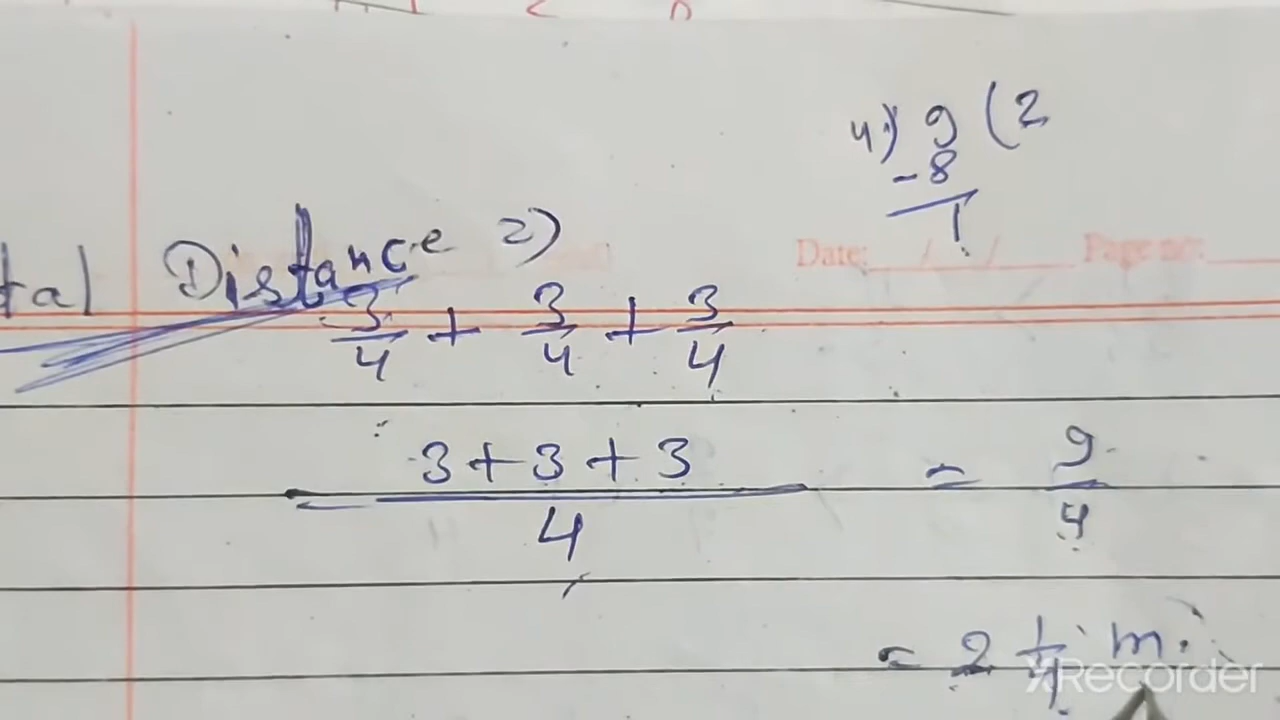 4) 9 (2
-8
1
tal Distance 2)
Date: / / Page no:
3/4 + 3/4 + 3/4
= 3+3+3/4 = 9/4
= 2 1/4 m.
XRecorder